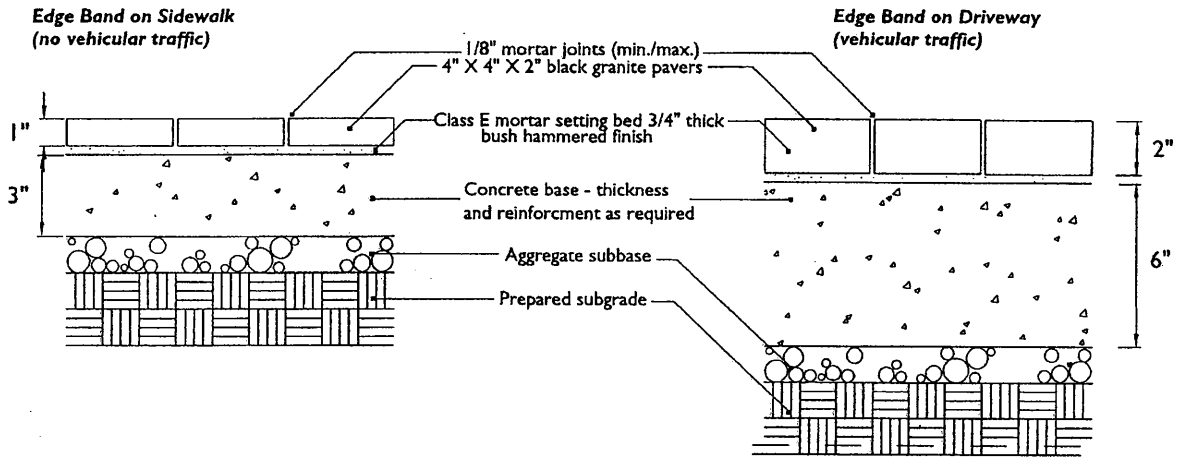 Edge Band on Sidewalk
(no vehicular traffic)
Edge Band on Driveway
(vehicular traffic)
1/8" mortar joints (min./max.)
4" X 4" X 2" black granite pavers
Class E mortar setting bed 3/4" thick
bush hammered finish
1"
2"
3"
Concrete base - thickness
and reinforcment as required
Aggregate subbase
6"
Prepared subgrade